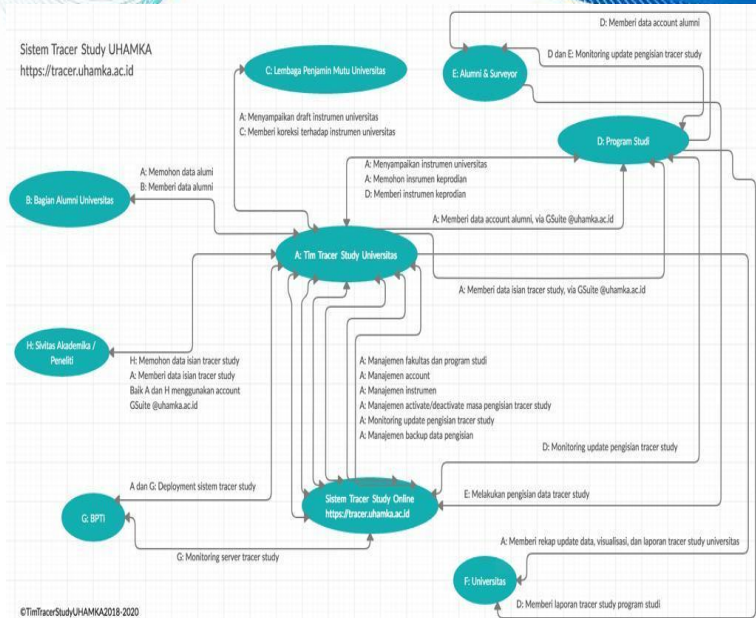 Sistem Tracer Study UHAMKA
https://tracer.uhamka.ac.id
C: Lembaga Penjamin Mutu Universitas
A: Menyampaikan draft instrumen universitas
C: Memberi koreksi terhadap instrumen universitas
D: Memberi data account alumni
D dan E: Monitoring update pengisian tracer study
E: Alumni & Surveyor
D: Program Studi
A: Memohon data alumi
B: Memberi data alumni
B: Bagian Alumni Universitas
A: Menyampaikan instrumen universitas
A: Memohon insrumen keprodian
D: Memberi instrumen keprodian
A: Memberi data account alumni, via GSuite @uhamka.ac.id
A: Tim Tracer Study Universitas
A: Memberi data isian tracer study, via GSuite @uhamka.ac.id
H: Sivitas Akademika /
Peneliti
H: Memohon data isian tracer study
A: Memberi data isian tracer study
Baik A dan H menggunakan account
GSuite @uhamka.ac.id
A: Manajemen fakultas dan program studi
A: Manajemen account
A: Manajemen instrumen
A: Manajemen activate/deactivate masa pengisian tracer study
A: Monitoring update pengisian tracer study
A: Manajemen backup data pengisian
D: Monitoring update pengisian tracer study
A dan G: Deployment sistem tracer study
Sistem Tracer Study Online
https://tracer.uhamka.ac.id
E: Melakukan pengisian data tracer study
G: BPTI
G: Monitoring server tracer study
A: Memberi rekap update data, visualisasi, dan laporan tracer study universitas
F: Universitas
D: Memberi laporan tracer study program studi
©TimTracerStudyUHAMKA2018-2020